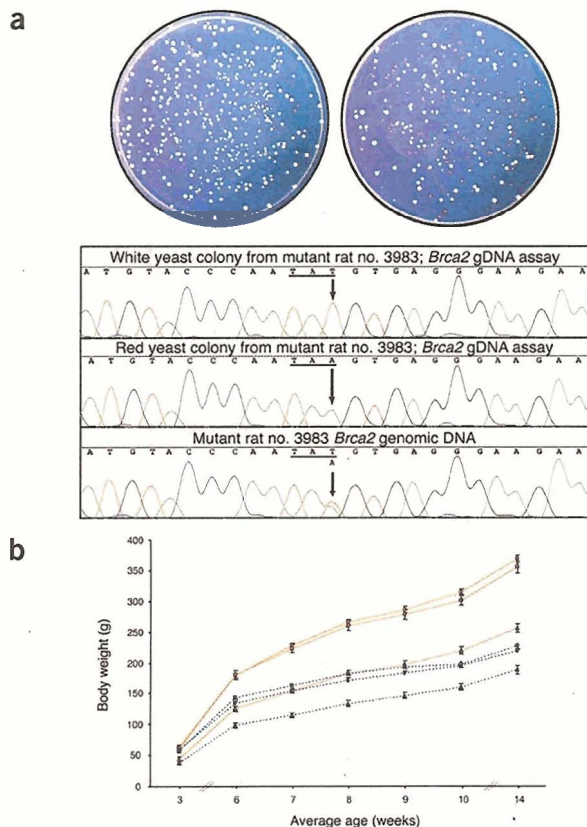 a
White yeast colony from mutant rat no. 3983; Brca2 gDNA assay
A T G T A C C C A A T A T G T G A G G G A A G A A
Red yeast colony from mutant rat no. 3983; Brca2 gDNA assay
A T G T A C C C A A T A A G T G A G G G A A G A A
Mutant rat no. 3983 Brca2 genomic DNA
A T G T A C C C A A T A T G T G A G G G A A G A A
A
b
Body weight (g)
400
350
300
250
200
150
100
50
0
3 6 7 8 9 10 14
Average age (weeks)